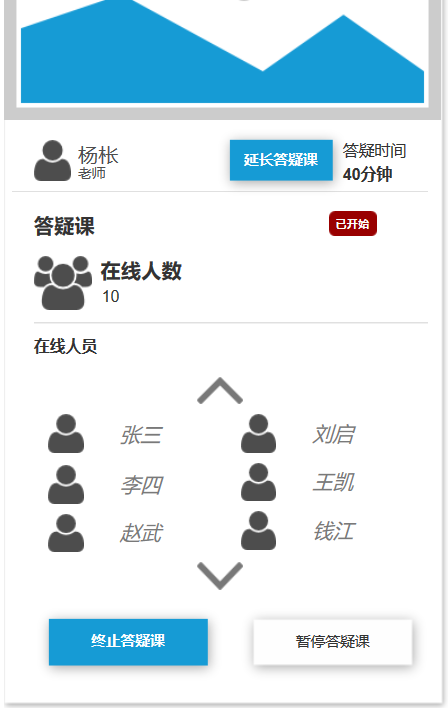 杨枨
老师
延长答疑课
答疑时间
40分钟
答疑课
已开始
在线人数
10
在线人员
张三
刘启
李四
王凯
赵武
钱江
终止答疑课
暂停答疑课